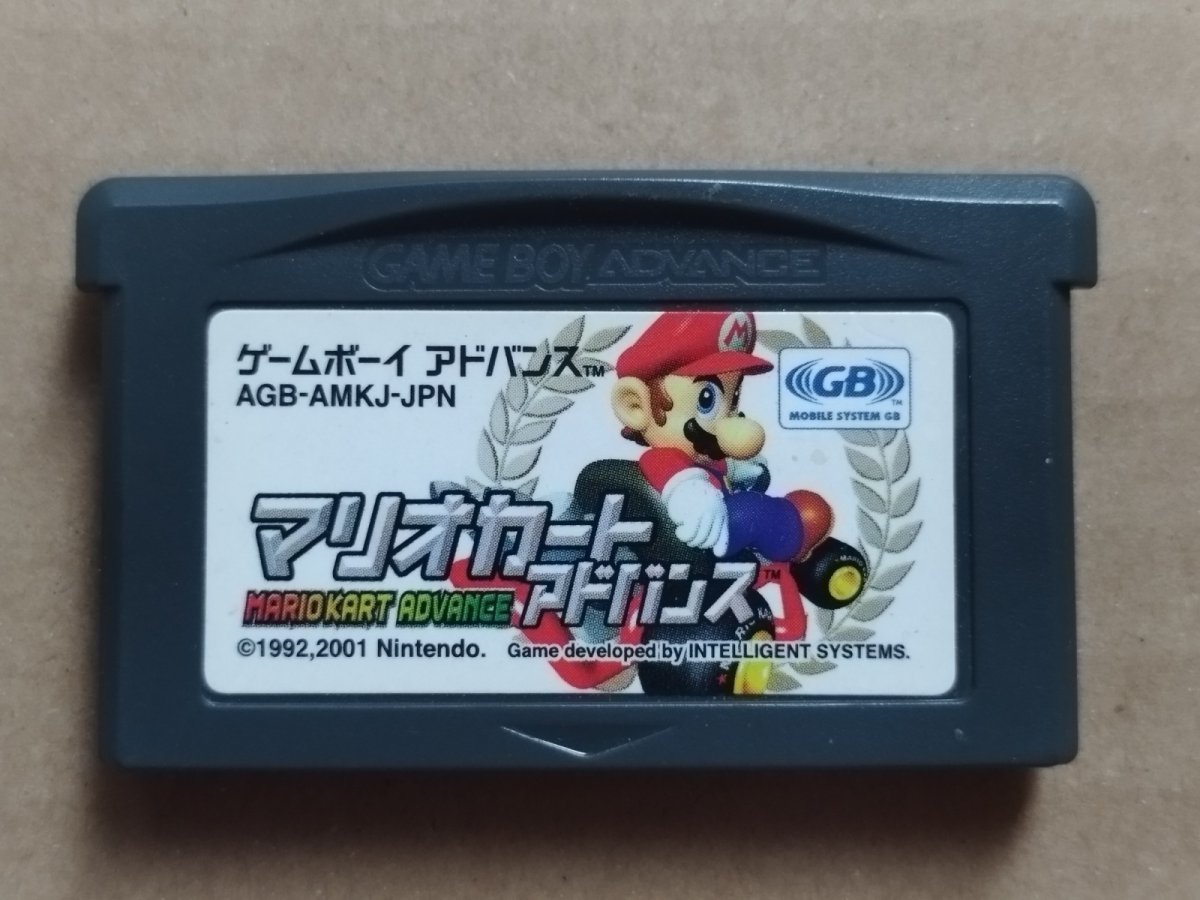 GAME BOY ADVANCE
ゲームボーイ アドバンス™
AGB-AMKJ-JPN
M
GB™
MOBILE SYSTEM GB
マリオカート
アドバンス™
MARIOKART ADVANCE
©1992,2001 Nintendo. Game developed by INTELLIGENT SYSTEMS.